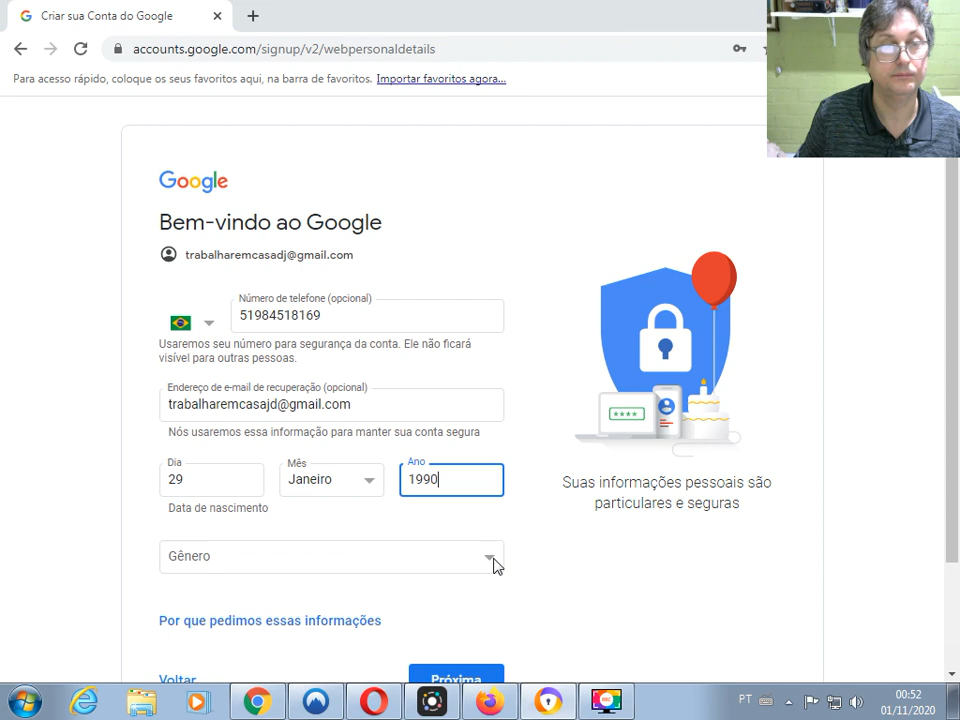 Criar sua Conta do Google
accounts.google.com/signup/v2/webpersonaldetails
Para acesso rápido, coloque os seus favoritos aqui, na barra de favoritos. Importar favoritos agora...
Google
Bem-vindo ao Google
trabalharemcasadj@gmail.com
Número de telefone (opcional)
51984518169
Usaremos seu número para segurança da conta. Ele não ficará
visível para outras pessoas.
Endereço de e-mail de recuperação (opcional)
trabalharemcasajd@gmail.com
Nós usaremos essa informação para manter sua conta segura
Dia
29
Mês
Janeiro
Ano
1990
Data de nascimento
Gênero
Por que pedimos essas informações
Voltar
Próxima
****
Suas informações pessoais são
particulares e seguras
PT
00:52
01/11/2020